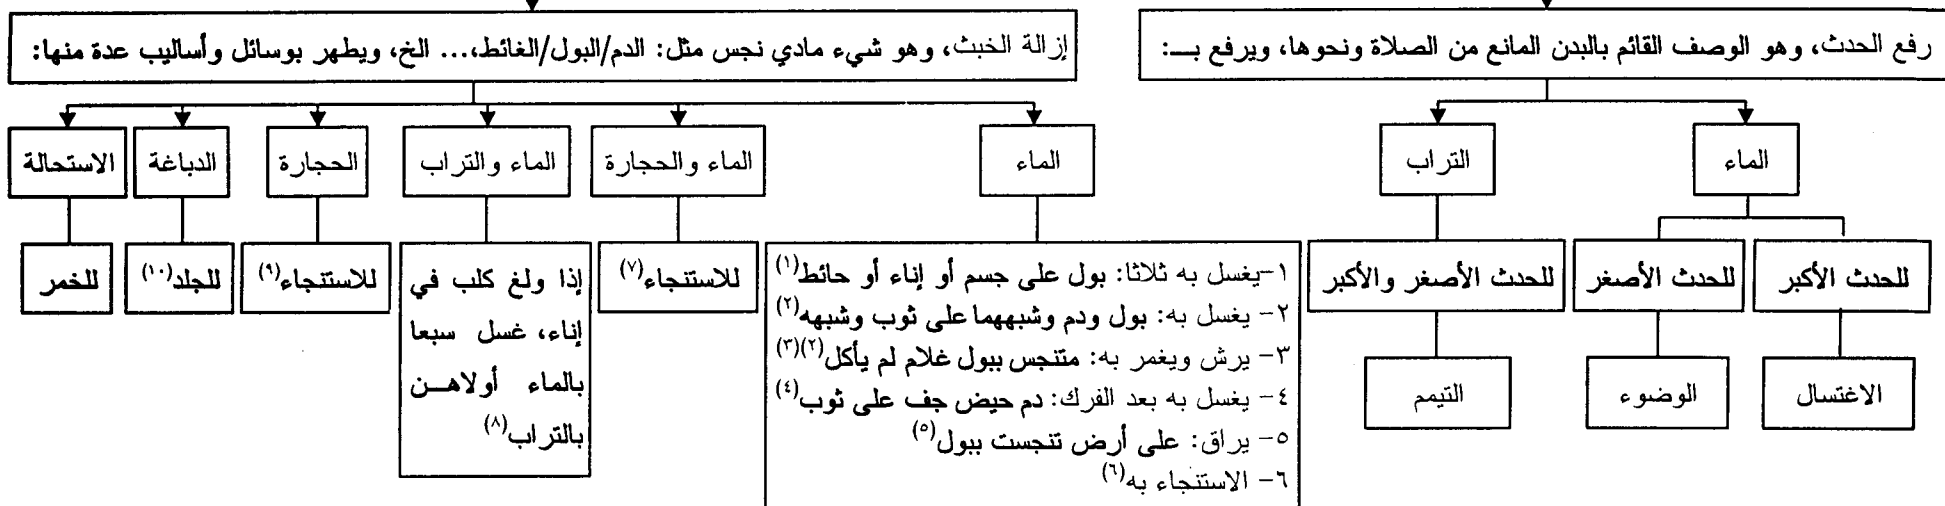 رفع الحدث، وهو الوصف القائم بالبدن المانع من الصلاة ونحوها، ويرفع بـــ:
الماء
التراب
للحدث الأكبر
للحدث الأصغر
للحدث الأصغر والأكبر
الاغتسال
الوضوء
التيمم
إزالة الخبث، وهو شيء مادي نجس مثل: الدم/البول/الغائط،... الخ، ويطهر بوسائل وأساليب عدة منها:
الماء
الماء والحجارة
الماء والتراب
الحجارة
الدباغة
الاستحالة
١-يغسل به ثلاثا: بول على جسم أو إناء أو حائط(١)
٢- يغسل به: بول ودم وشبههما على ثوب وشبهه(٢)
٣- يرش ويغمر به: متنجس ببول غلام لم يأكل(٢)(٣)
٤- يغسل به بعد الفرك: دم حيض جف على ثوب(٤)
٥- يراق: على أرض تنجست ببول(٥)
٦- الاستنجاء به(٦)
للاستنجاء(٧)
إذا ولغ كلب في
إناء، غسل سبعا
بالماء أولاهــن
بالتراب(٨)
للاستنجاء(٩)
للجلد(١٠)
للخمر